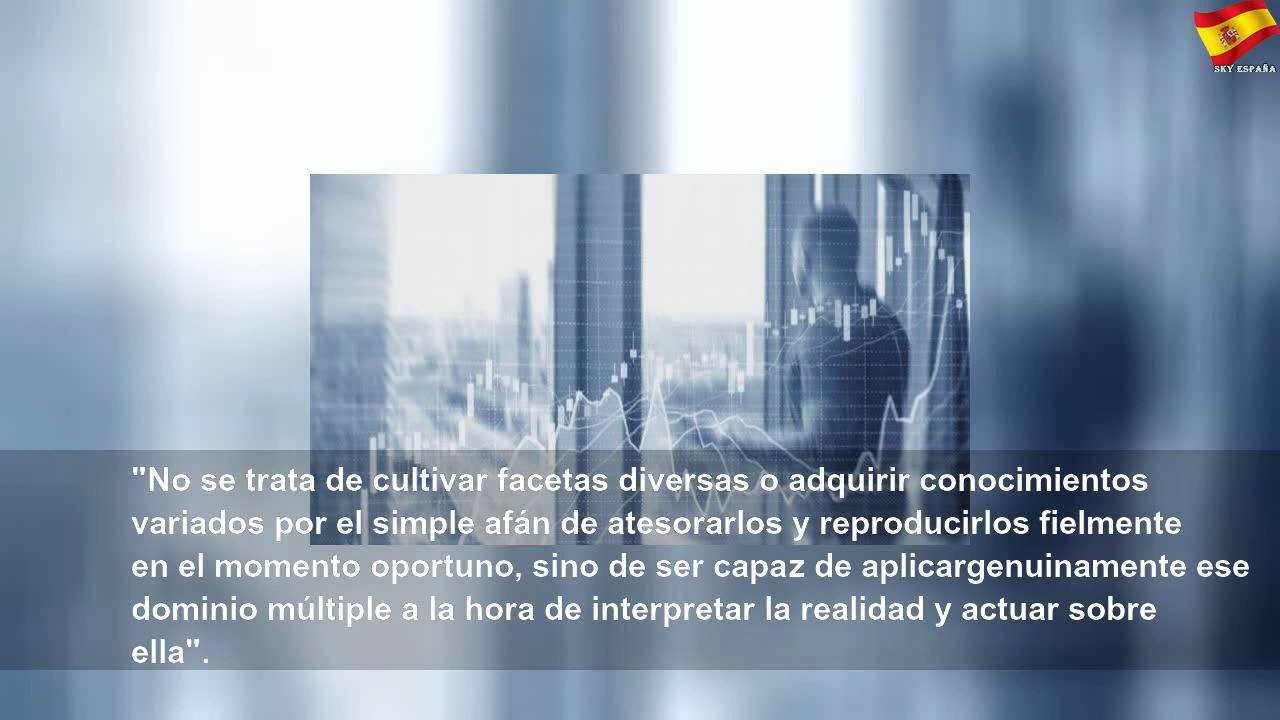 SKY ESPAÑA
"No se trata de cultivar facetas diversas o adquirir conocimientos
variados por el simple afán de atesorarlos y reproducirlos fielmente
en el momento oportuno, sino de ser capaz de aplicargenuinamente ese
dominio múltiple a la hora de interpretar la realidad y actuar sobre
ella".